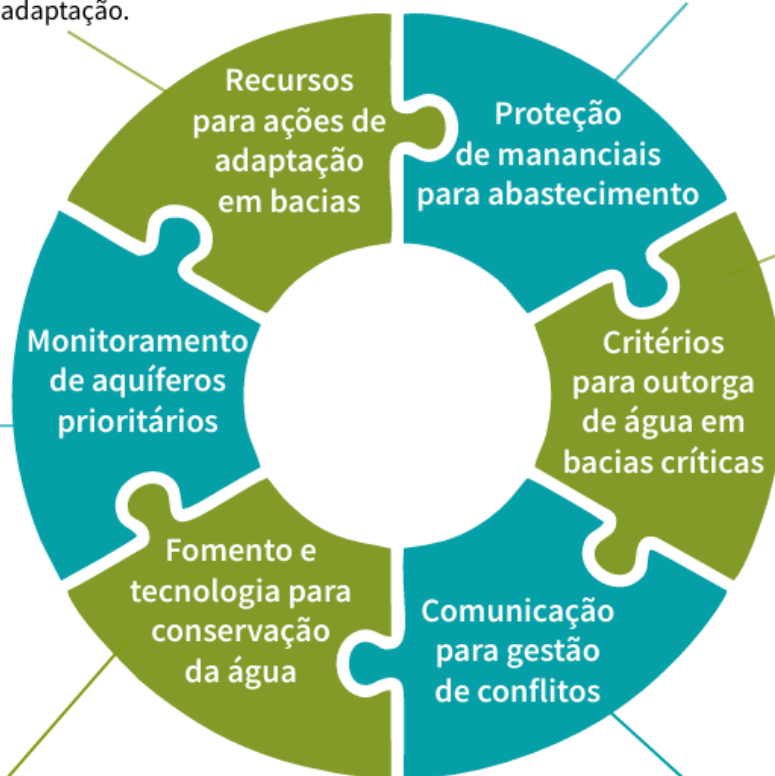 adaptação.
Recursos
para ações de
adaptação
em bacias
Proteção
de mananciais
para abastecimento
Critérios
para outorga
de água em
bacias críticas
Comunicação
para gestão
de conflitos
Fomento e
tecnologia para
conservação
da água
Monitoramento
de aquíferos
prioritários